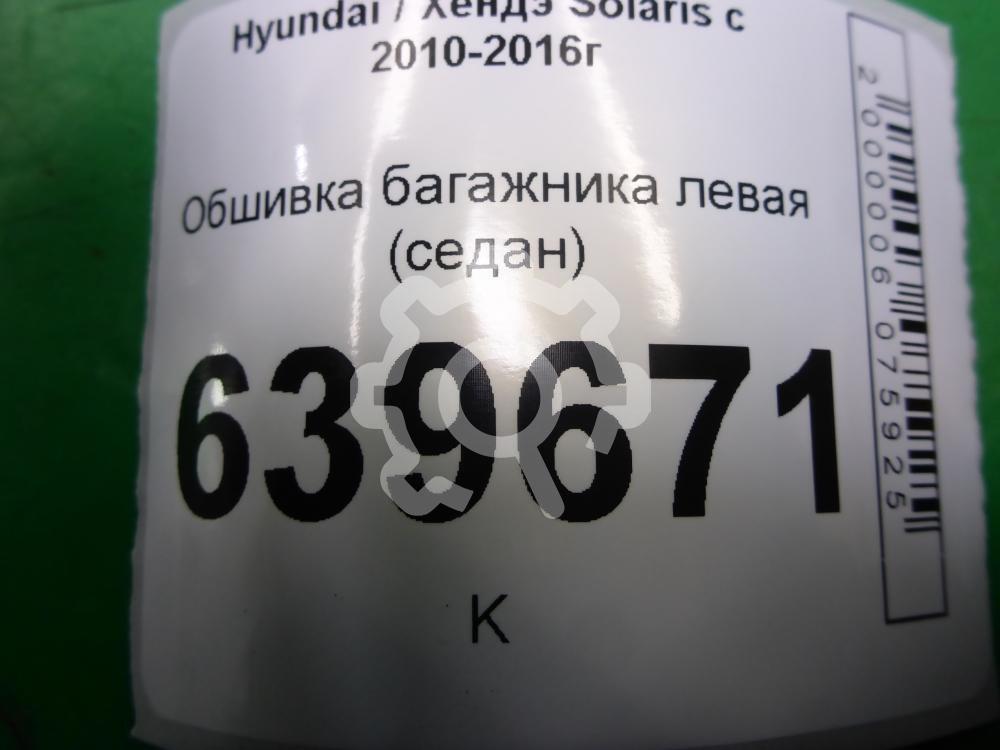 Hyundai / Хендэ Solaris с
2010-2016г
Обшивка багажника левая
(седан)
639671
К
2000006075925